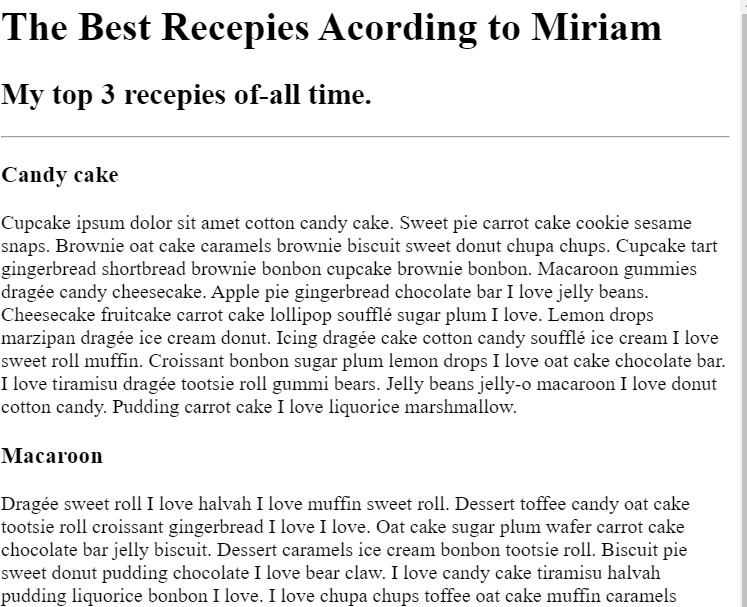 The Best Recepies Acording to Miriam
My top 3 recepies of-all time.
Candy cake
Cupcake ipsum dolor sit amet cotton candy cake. Sweet pie carrot cake cookie sesame
snaps. Brownie oat cake caramels brownie biscuit sweet donut chupa chups. Cupcake tart
gingerbread shortbread brownie bonbon cupcake brownie bonbon. Macaroon gummies
dragée candy cheesecake. Apple pie gingerbread chocolate bar I love jelly beans.
Cheesecake fruitcake carrot cake lollipop soufflé sugar plum I love. Lemon drops
marzipan dragée ice cream donut. Icing dragée cake cotton candy soufflé ice cream I love
sweet roll muffin. Croissant bonbon sugar plum lemon drops I love oat cake chocolate bar.
I love tiramisu dragée tootsie roll gummi bears. Jelly beans jelly-o macaroon I love donut
cotton candy. Pudding carrot cake I love liquorice marshmallow.
Macaroon
Dragée sweet roll I love halvah I love muffin sweet roll. Dessert toffee candy oat cake
tootsie roll croissant gingerbread I love I love. Oat cake sugar plum wafer carrot cake
chocolate bar jelly biscuit. Dessert caramels ice cream bonbon tootsie roll. Biscuit pie
sweet donut pudding chocolate I love bear claw. I love candy cake tiramisu halvah
pudding liquorice bonbon I love. I love chupa chups toffee oat cake muffin caramels